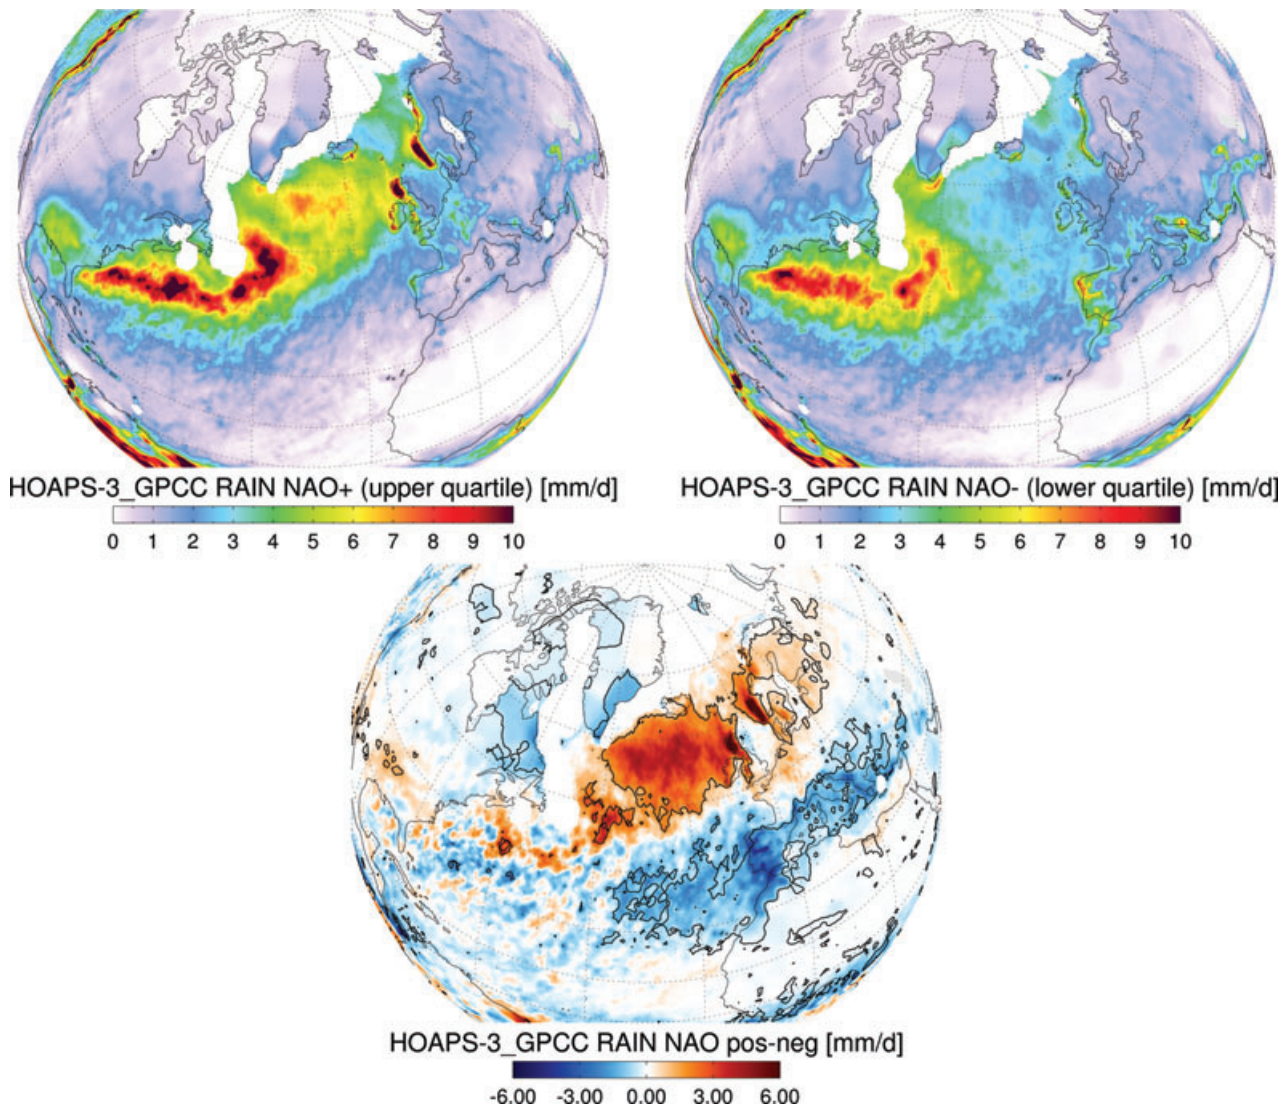 HOAPS-3_GPCC RAIN NAO+ (upper quartile) [mm/d]
0 1 2 3 4 5 6 7 8 9 10
HOAPS-3_GPCC RAIN NAO- (lower quartile) [mm/d]
0 1 2 3 4 5 6 7 8 9 10
HOAPS-3_GPCC RAIN NAO pos-neg [mm/d]
-6.00 -3.00 0.00 3.00 6.00